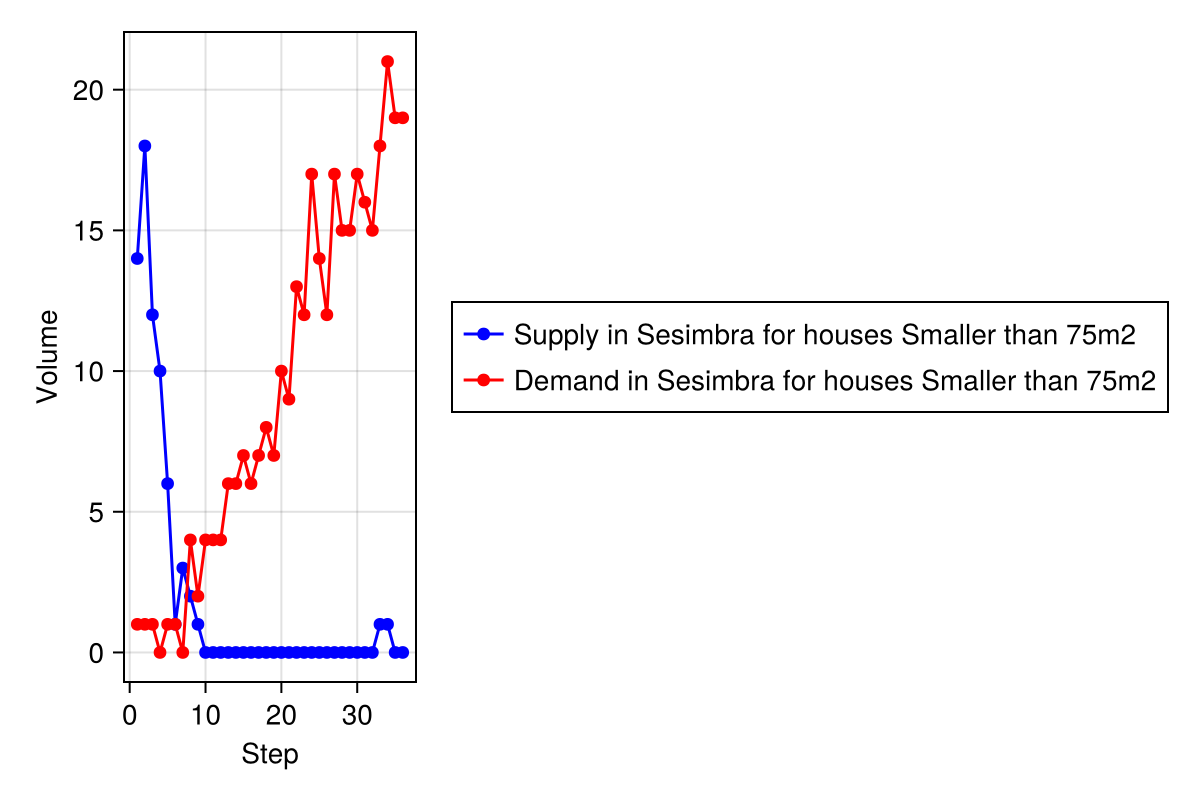 20
15
10
5
0
Volume
0 10 20 30
Step
Supply in Sesimbra for houses Smaller than 75m2
Demand in Sesimbra for houses Smaller than 75m2